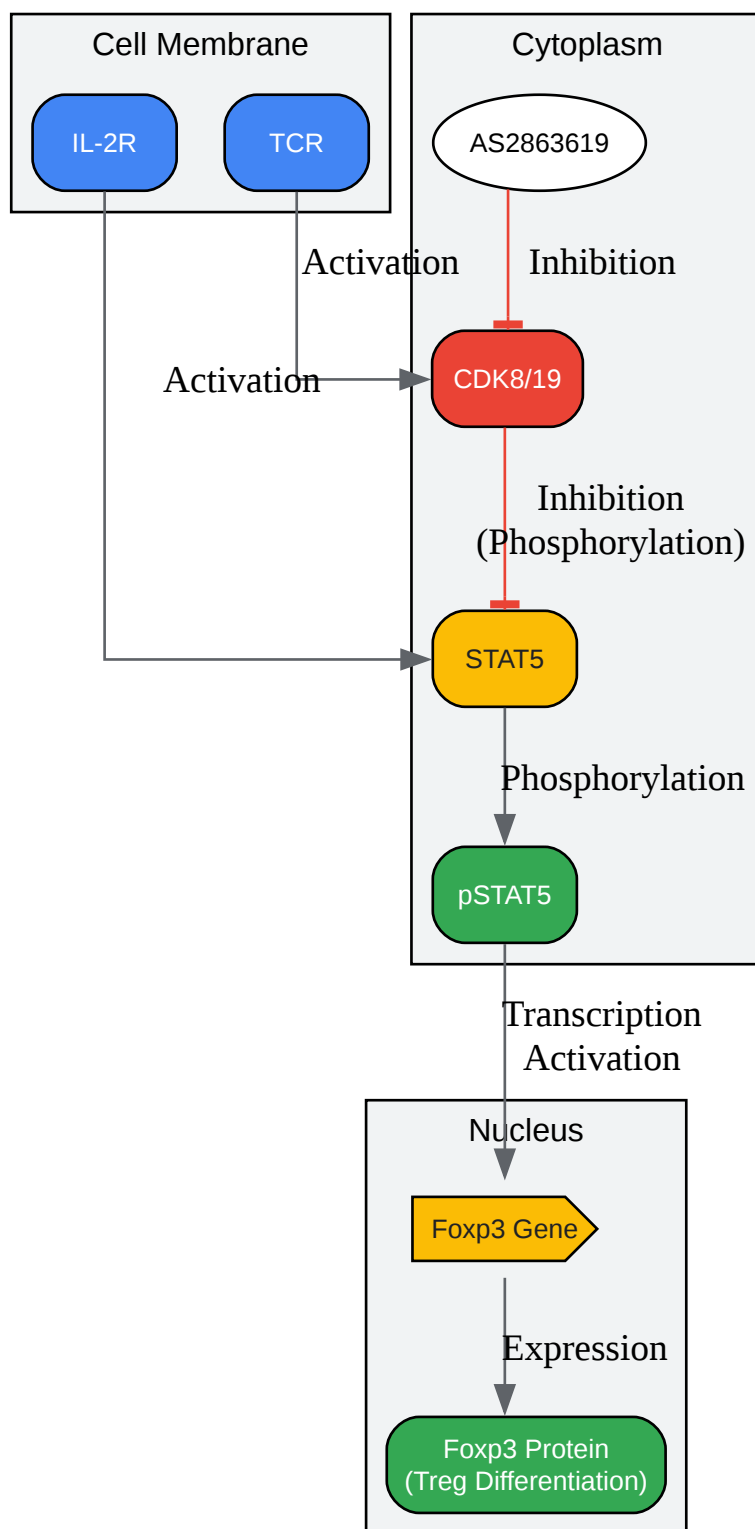 Cell Membrane
Cytoplasm
IL-2R
TCR
AS2863619
Activation
Inhibition
Activation
CDK8/19
Inhibition
(Phosphorylation)
STAT5
Phosphorylation
pSTAT5
Transcription
Activation
Nucleus
Foxp3 Gene
Expression
Foxp3 Protein
(Treg Differentiation)